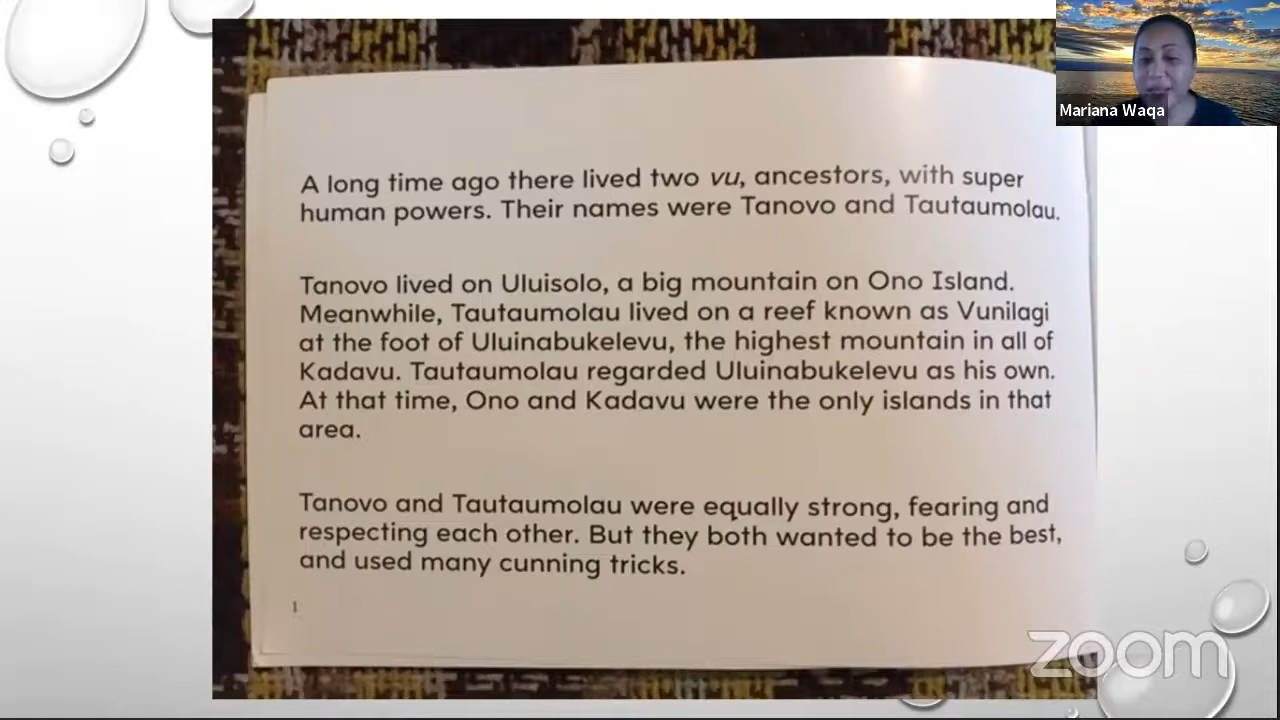 Mariana Waqa
A long time ago there lived two vu, ancestors, with super
human powers. Their names were Tanovo and Tautaumolau.
Tanovo lived on Uluisolo, a big mountain on Ono Island.
Meanwhile, Tautaumolau lived on a reef known as Vunilagi
at the foot of Uluinabukelevu, the highest mountain in all of
Kadavu. Tautaumolau regarded Uluinabukelevu as his own.
At that time, Ono and Kadavu were the only islands in that
area.
Tanovo and Tautaumolau were equally strong, fearing and
respecting each other. But they both wanted to be the best,
and used many cunning tricks.
1
zoom